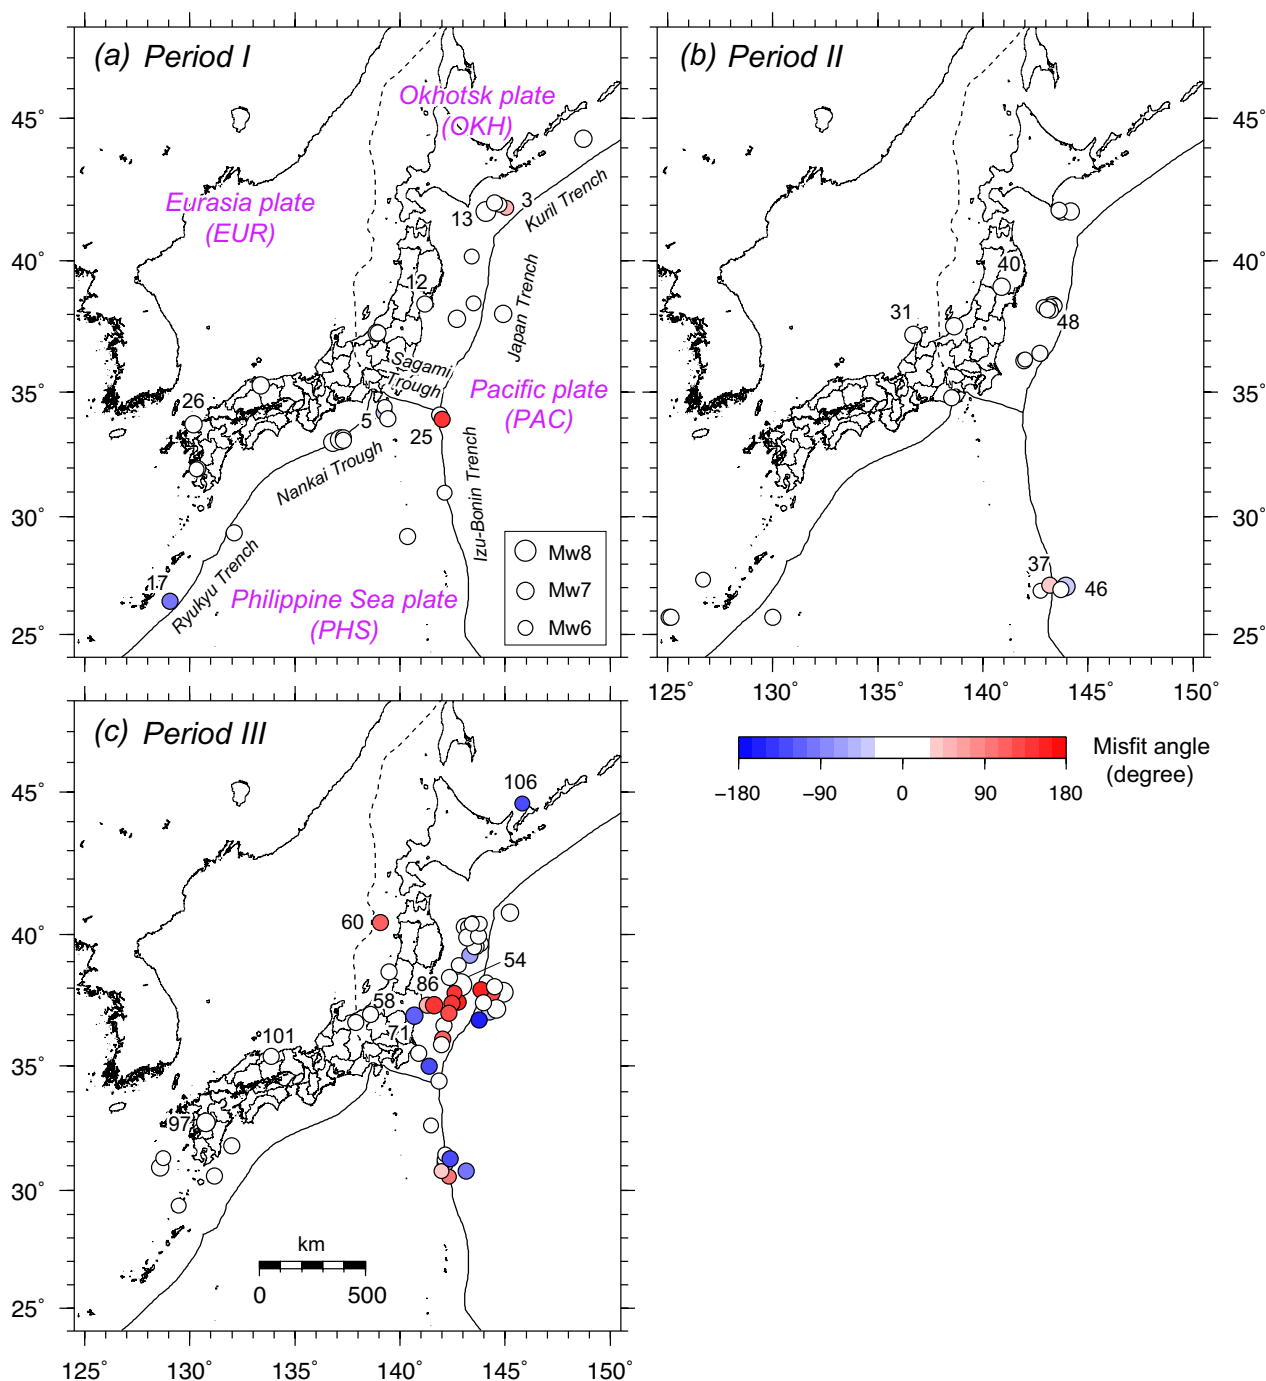 (a) Period I
Okhotsk plate
(OKH)
Eurasia plate
(EUR)
Kuril Trench
3
13
12
Japan Trench
Sagami
Trough
Pacific plate
(PAC)
26
5
25
Nankai Trough
Izu-Bonin Trench
17
Ryukyu Trench
Philippine Sea plate
(PHS)
Mw8
Mw7
Mw6
45˚
40˚
35˚
30˚
25˚
(b) Period II
40
31
48
37
46
45˚
40˚
35˚
30˚
25˚
125˚ 130˚ 135˚ 140˚ 145˚ 150˚
Misfit angle
(degree)
−180 −90 0 90 180
(c) Period III
106
60
54
86
58
71
101
97
km
0 500
45˚
40˚
35˚
30˚
25˚
125˚ 130˚ 135˚ 140˚ 145˚ 150˚